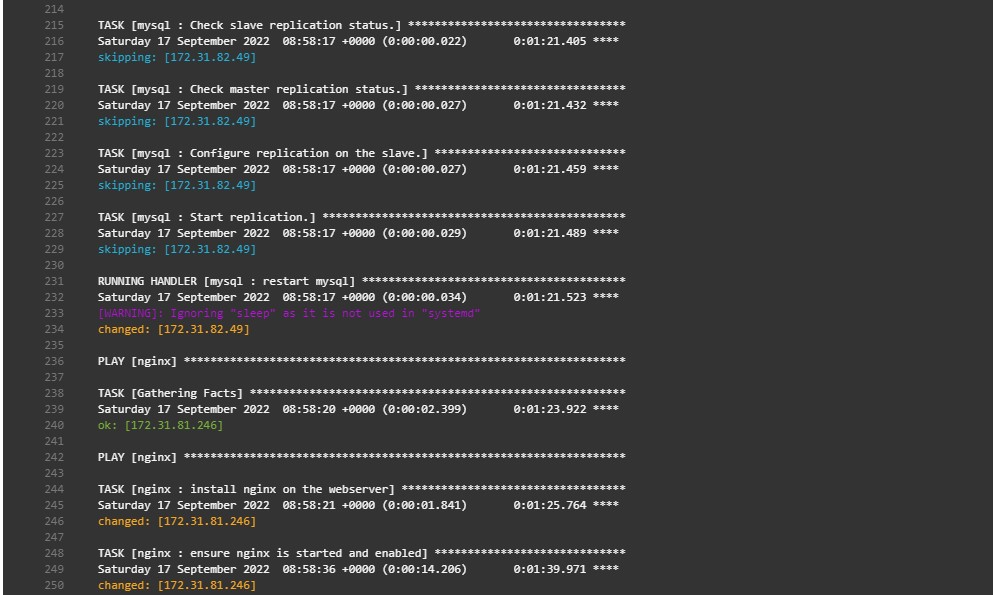 214
215 TASK [mysql : Check slave replication status.] *********************************
216 Saturday 17 September 2022  08:58:17 +0000 (0:00:00.022)       0:01:21.405 ****
217 skipping: [172.31.82.49]
218
219 TASK [mysql : Check master replication status.] ********************************
220 Saturday 17 September 2022  08:58:17 +0000 (0:00:00.027)       0:01:21.432 ****
221 skipping: [172.31.82.49]
222
223 TASK [mysql : Configure replication on the slave.] *****************************
224 Saturday 17 September 2022  08:58:17 +0000 (0:00:00.027)       0:01:21.459 ****
225 skipping: [172.31.82.49]
226
227 TASK [mysql : Start replication.] **********************************************
228 Saturday 17 September 2022  08:58:17 +0000 (0:00:00.029)       0:01:21.489 ****
229 skipping: [172.31.82.49]
230
231 RUNNING HANDLER [mysql : restart mysql] ****************************************
232 Saturday 17 September 2022  08:58:17 +0000 (0:00:00.034)       0:01:21.523 ****
233 [WARNING]: Ignoring "sleep" as it is not used in "systemd"
234 changed: [172.31.82.49]
235
236 PLAY [nginx] *******************************************************************
237
238 TASK [Gathering Facts] *********************************************************
239 Saturday 17 September 2022  08:58:20 +0000 (0:00:02.399)       0:01:23.922 ****
240 ok: [172.31.81.246]
241
242 PLAY [nginx] *******************************************************************
243
244 TASK [nginx : install nginx on the webserver] **********************************
245 Saturday 17 September 2022  08:58:21 +0000 (0:00:01.841)       0:01:25.764 ****
246 changed: [172.31.81.246]
247
248 TASK [nginx : ensure nginx is started and enabled] *****************************
249 Saturday 17 September 2022  08:58:36 +0000 (0:00:14.206)       0:01:39.971 ****
250 changed: [172.31.81.246]